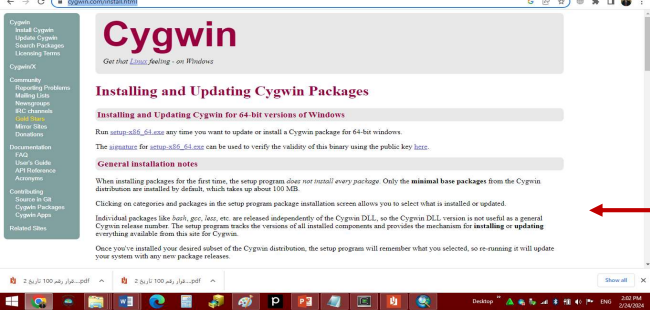 cygwin.com/install.html
Cygwin
Install Cygwin
Update Cygwin
Search Packages
Licensing Terms
Cygwin/X
Community
Reporting Problems
Mailing Lists
Newsgroups
IRC channels
Gold Stars
Mirror Sites
Donations
Documentation
FAQ
User's Guide
API Reference
Acronyms
Contributing
Source in Git
Cygwin Packages
Cygwin Apps
Related Sites
Cygwin
Get that Linux feeling - on Windows
Installing and Updating Cygwin Packages
Installing and Updating Cygwin for 64-bit versions of Windows
Run setup-x86_64.exe any time you want to update or install a Cygwin package for 64-bit windows.
The signature for setup-x86_64.exe can be used to verify the validity of this binary using the public key here.
General installation notes
When installing packages for the first time, the setup program does not install every package. Only the minimal base packages from the Cygwin
distribution are installed by default, which takes up about 100 MB.
Clicking on categories and packages in the setup program package installation screen allows you to select what is installed or updated.
Individual packages like bash, gcc, less, etc. are released independently of the Cygwin DLL, so the Cygwin DLL version is not useful as a general
Cygwin release number. The setup program tracks the versions of all installed components and provides the mechanism for installing or updating
everything available from this site for Cygwin.
Once you've installed your desired subset of the Cygwin distribution, the setup program will remember what you selected, so re-running it will update
your system with any new package releases.
قرار رقم 100 تاريخ 2....pdf
قرار رقم 100 تاريخ 2....pdf
Show all
Desktop
ENG
3:02 PM
2/24/2024